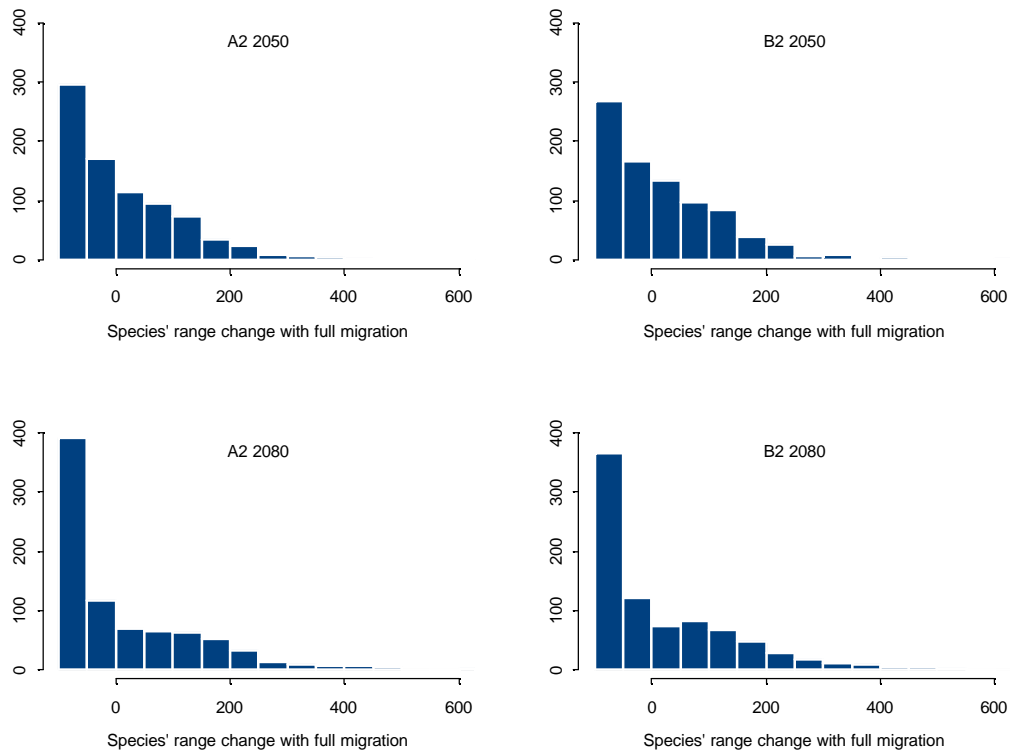 A2 2050
0 100 200 300 400
0 200 400 600
Species' range change with full migration
B2 2050
0 100 200 300 400
0 200 400 600
Species' range change with full migration
A2 2080
0 100 200 300 400
0 200 400 600
Species' range change with full migration
B2 2080
0 100 200 300 400
0 200 400 600
Species' range change with full migration